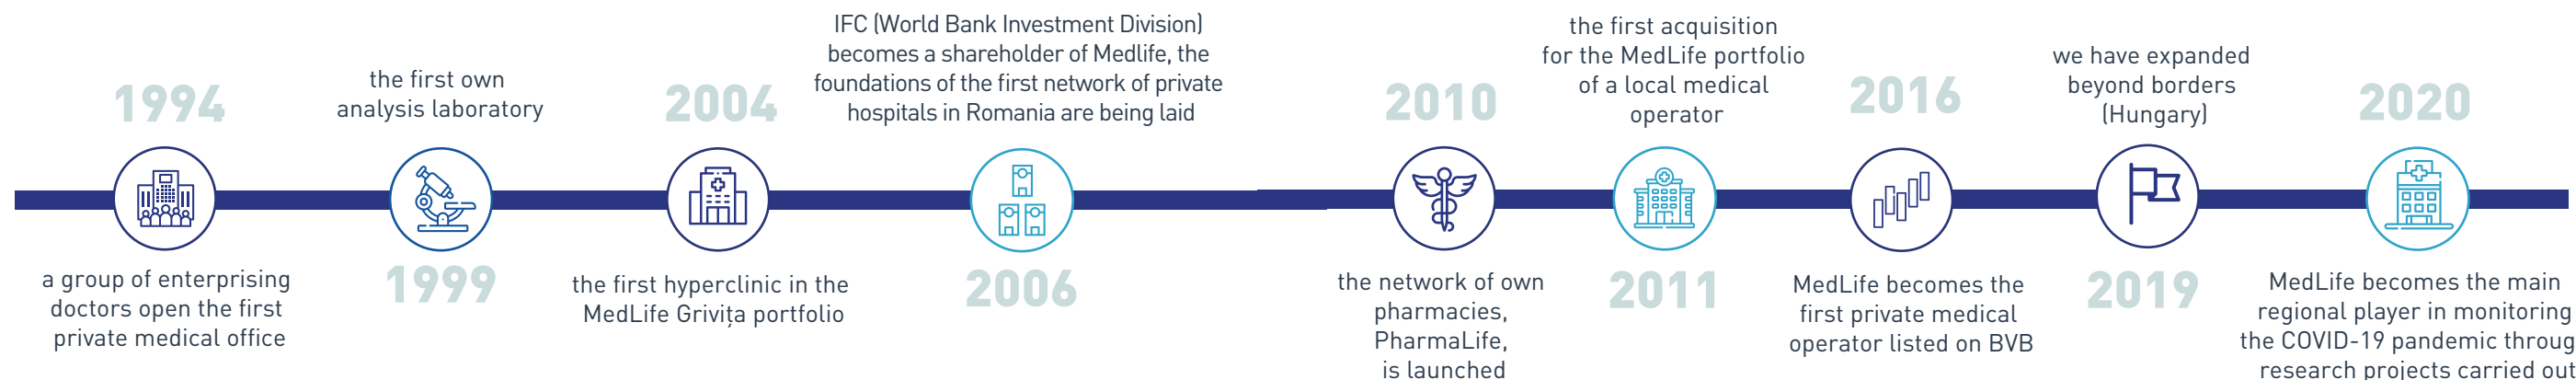 1994
a group of enterprising
doctors open the first
private medical office
the first own
analysis laboratory
1999
2004
the first hyperclinic in the
MedLife Grivița portfolio
IFC (World Bank Investment Division)
becomes a shareholder of Medlife, the
foundations of the first network of private
hospitals in Romania are being laid
2006
2010
the network of own
pharmacies,
PharmaLife,
is launched
the first acquisition
for the MedLife portfolio
of a local medical
operator
2011
2016
MedLife becomes the
first private medical
operator listed on BVB
we have expanded
beyond borders
(Hungary)
2019
2020
MedLife becomes the main
regional player in monitoring
the COVID-19 pandemic throug
research projects carried out